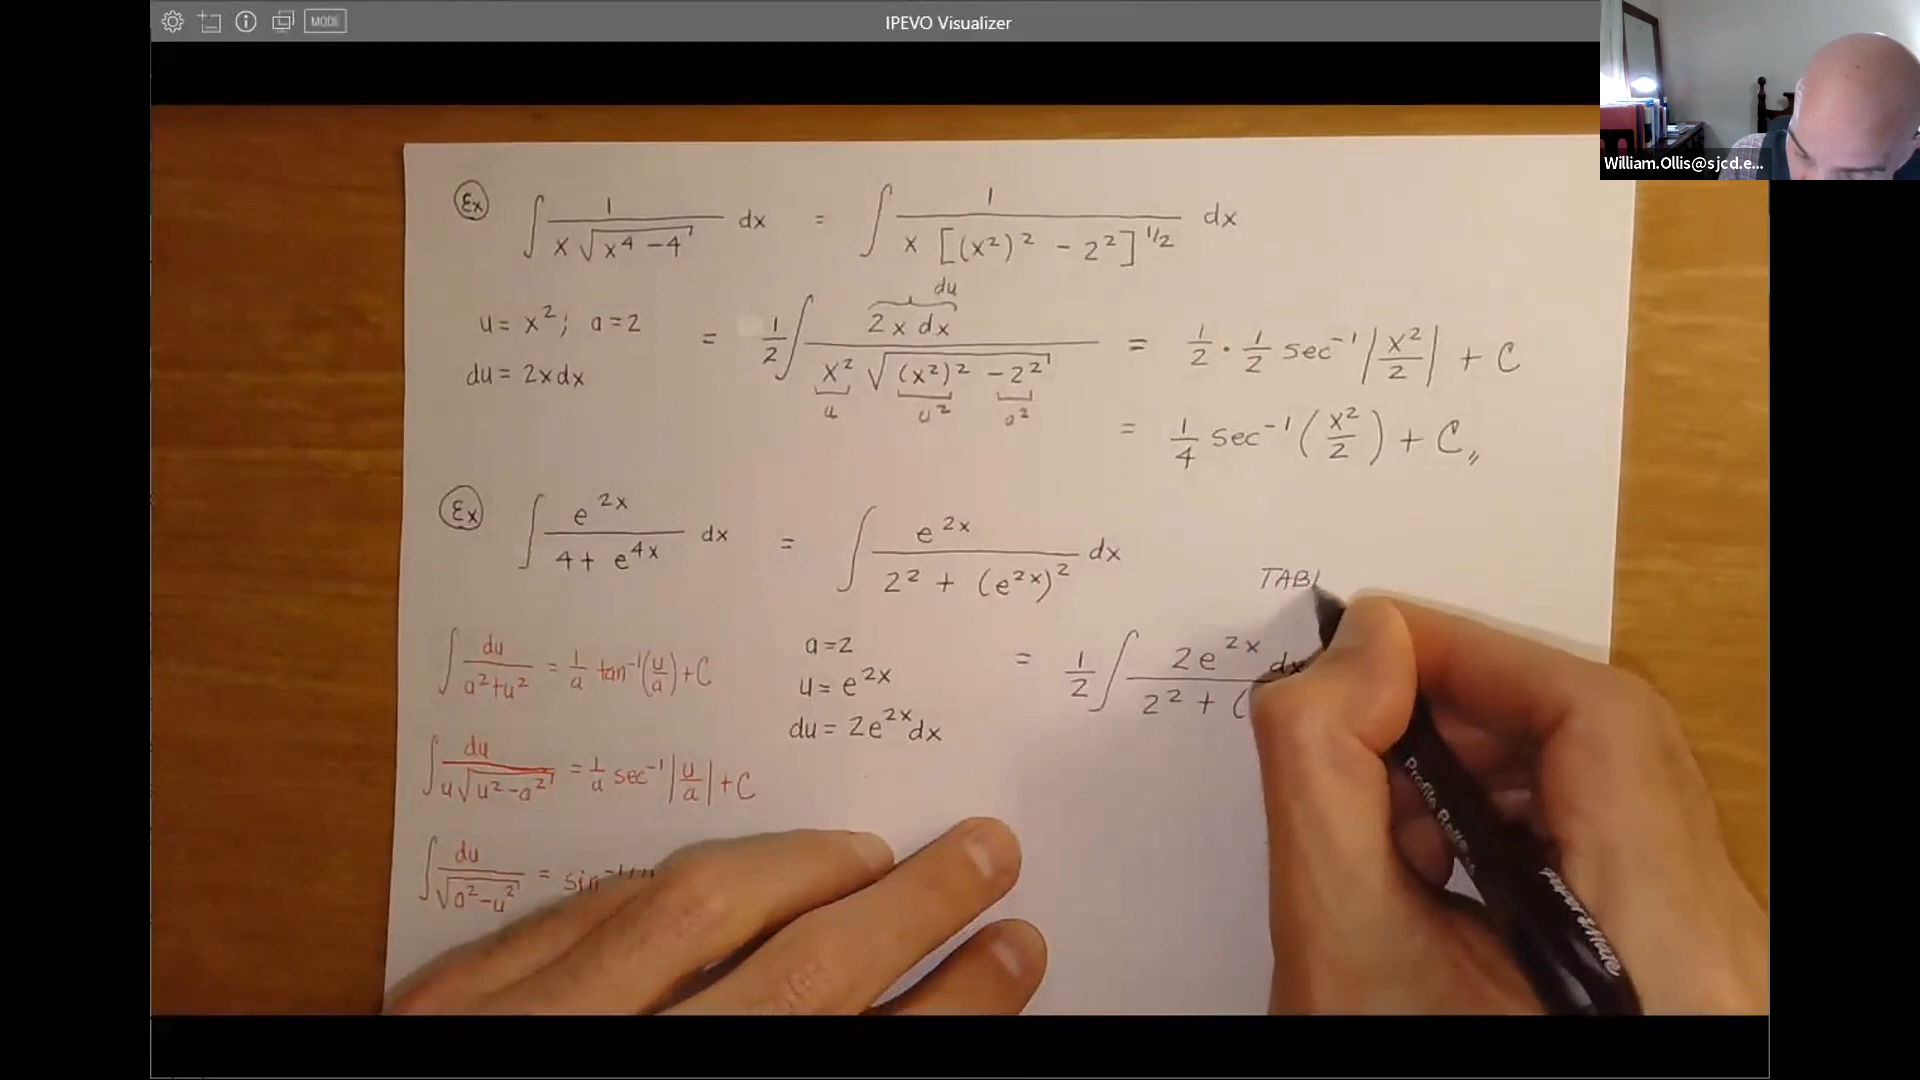 MODE
IPEVO Visualizer
William.Ollis@sjcd.e...
Ex ∫ 1 / (x √(x⁴ - 4)) dx = ∫ 1 / (x [(x²)² - 2²]^1/2) dx
u = x²; a = 2
du = 2x dx
= 1/2 ∫ 2x dx / (x² √((x²)² - 2²)) = 1/2 · 1/2 sec⁻¹ |x²/2| + C
du
u u² a²
= 1/4 sec⁻¹ (x²/2) + C
Ex ∫ e^2x / (4 + e^4x) dx = ∫ e^2x / (2² + (e^2x)²) dx
TABL
∫ du / (a² + u²) = 1/a tan⁻¹ (u/a) + C
a = 2
u = e^2x
du = 2e^2x dx
= 1/2 ∫ 2e^2x dx / (2² + (
∫ du / (u √(u² - a²)) = 1/a sec⁻¹ |u/a| + C
∫ du / √(a² - u²) = sin⁻¹